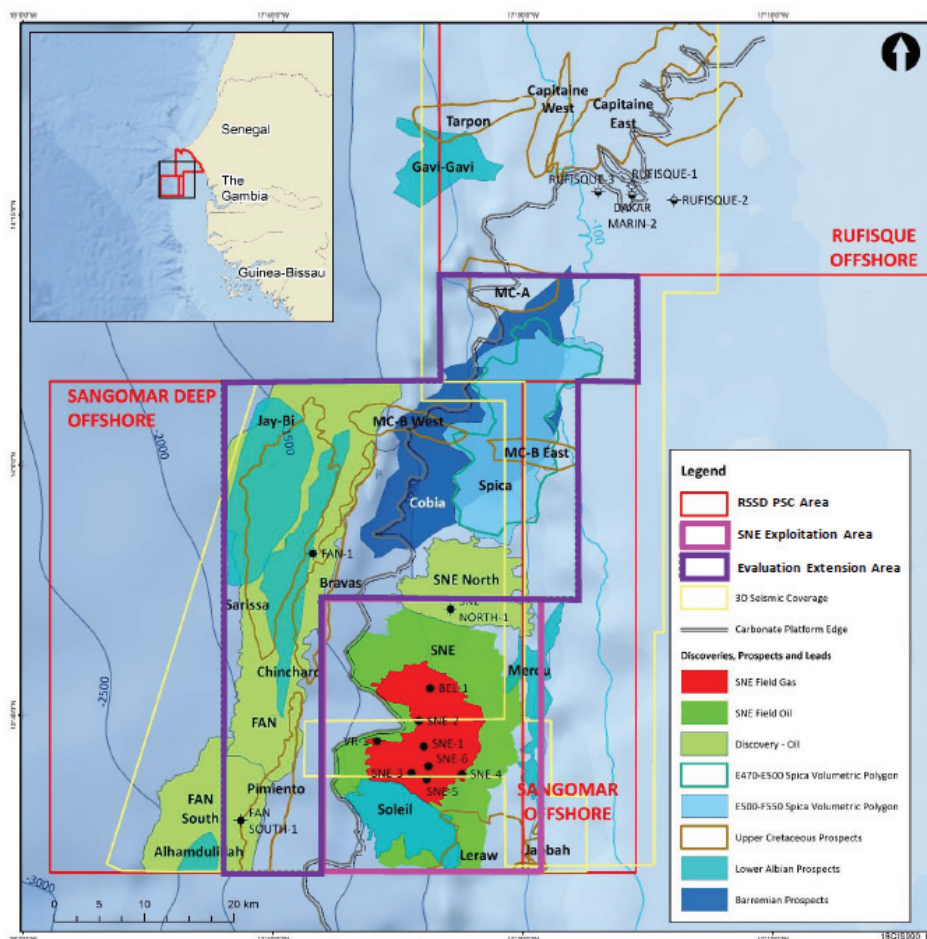 Senegal
The
Gambia
Guinea-Bissau
Tarpon
Capitaine
West
Capitaine
East
Gavi-Gavi
RUFISQUE-3
RUFISQUE-1
DAKAR
MARIN-2
RUFISQUE-2
-100
RUFISQUE
OFFSHORE
MC-A
SANGOMAR DEEP
OFFSHORE
-2000
-1500
Jay-Bi
MC-B West
MC-B East
Cobia
Spica
FAN-1
Bravas
SNE North
SNE
NORTH-1
Sarissa
SNE
Merou
Chinchard
BEL-1
-2500
FAN
SNE-2
SNE-1
SNE-6
SNE-3
SNE-4
SNE-5
Pimiento
FAN
South
FAN
SOUTH-1
Soleil
SANGOMAR
OFFSHORE
Alhamdulillah
Leraw
Jabbah
-3000
0 5 10 20 km
Legend
RSSD PSC Area
SNE Exploitation Area
Evaluation Extension Area
3D Seismic Coverage
Carbonate Platform Edge
Discoveries, Prospects and Leads
SNE Field Gas
SNE Field Oil
Discovery - Oil
E470-E500 Spica Volumetric Polygon
E500-F550 Spica Volumetric Polygon
Upper Cretaceous Prospects
Lower Albian Prospects
Barremian Prospects